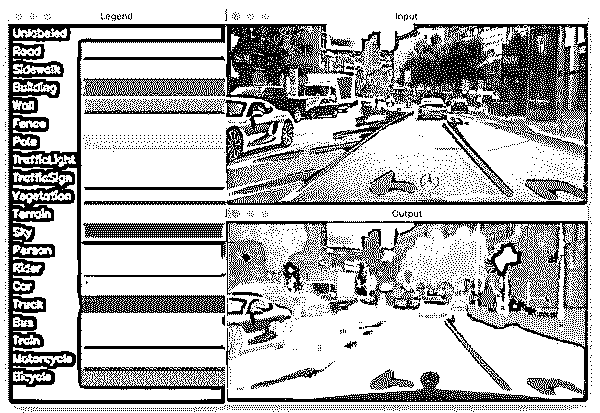 Legend
Unlabeled
Road
Sidewalk
Building
Wall
Fence
Pole
TrafficLight
TrafficSign
Vegetation
Terrain
Sky
Person
Rider
Car
Truck
Bus
Train
Motorcycle
Bicycle
Input
Output